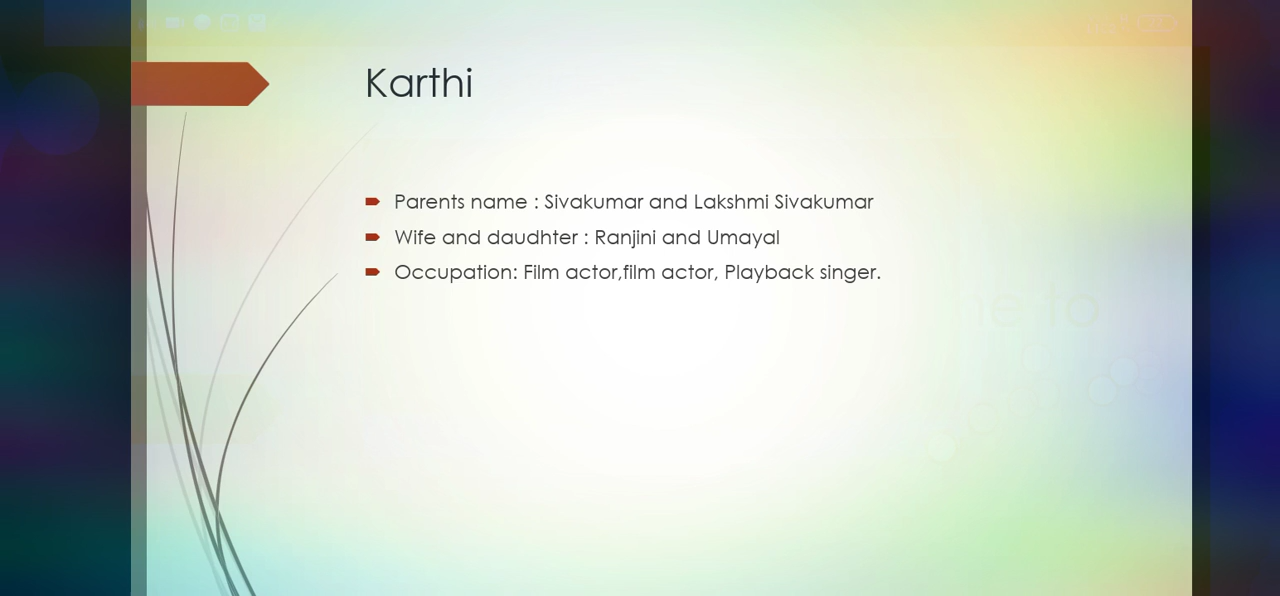 Karthi
Parents name : Sivakumar and Lakshmi Sivakumar
Wife and daudhter : Ranjini and Umayal
Occupation: Film actor,film actor, Playback singer.